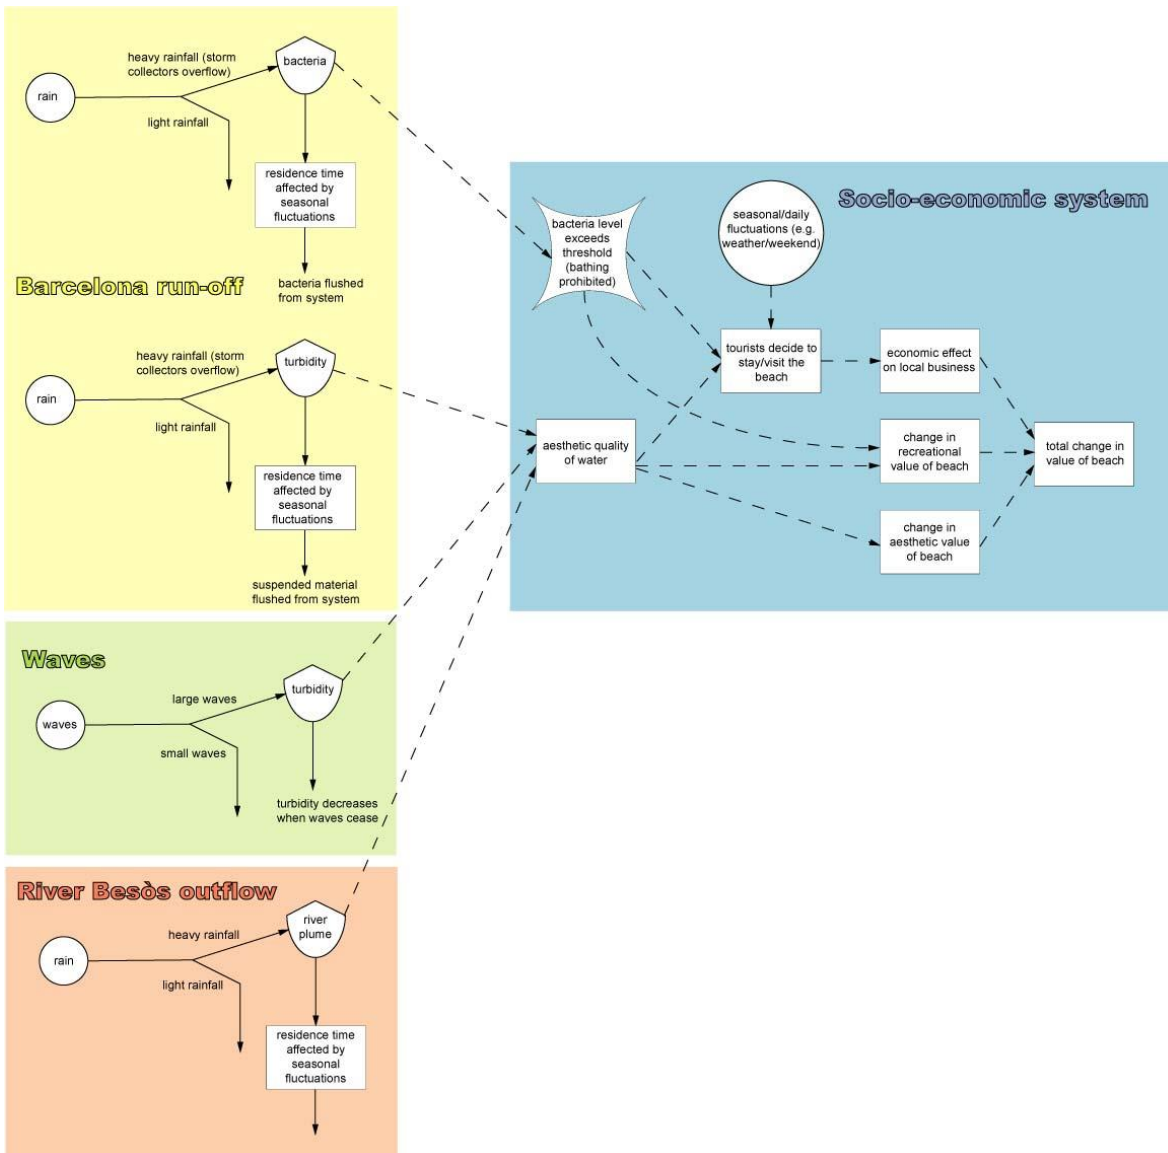 heavy rainfall (storm
collectors overflow)
bacteria
rain
light rainfall
residence time
affected by
seasonal
fluctuations
bacteria flushed
from system
Barcelona run-off
heavy rainfall (storm
collectors overflow)
turbidity
rain
light rainfall
residence time
affected by
seasonal
fluctuations
suspended material
flushed from system
Waves
large waves
turbidity
waves
small waves
turbidity decreases
when waves cease
River Besòs outflow
heavy rainfall
river
plume
rain
light rainfall
residence time
affected by
seasonal
fluctuations
Socio-economic system
bacteria level
exceeds
threshold
(bathing
prohibited)
seasonal/daily
fluctuations (e.g.
weather/weekend)
tourists decide to
stay/visit the
beach
economic effect
on local business
aesthetic quality
of water
change in
recreational
value of beach
total change in
value of beach
change in
aesthetic value
of beach